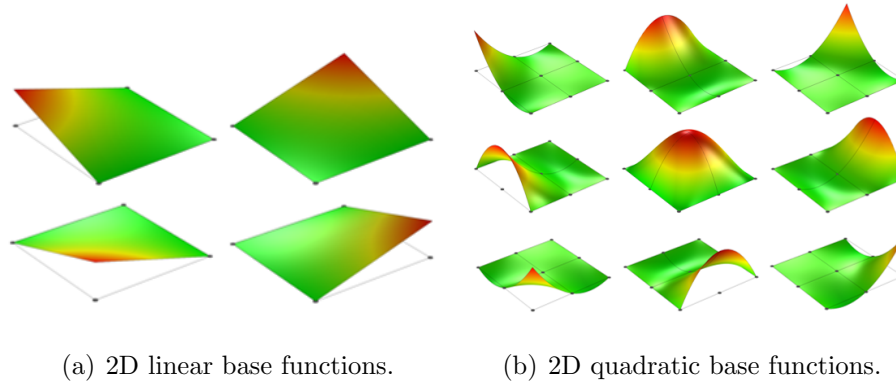 (a) 2D linear base functions.
(b) 2D quadratic base functions.